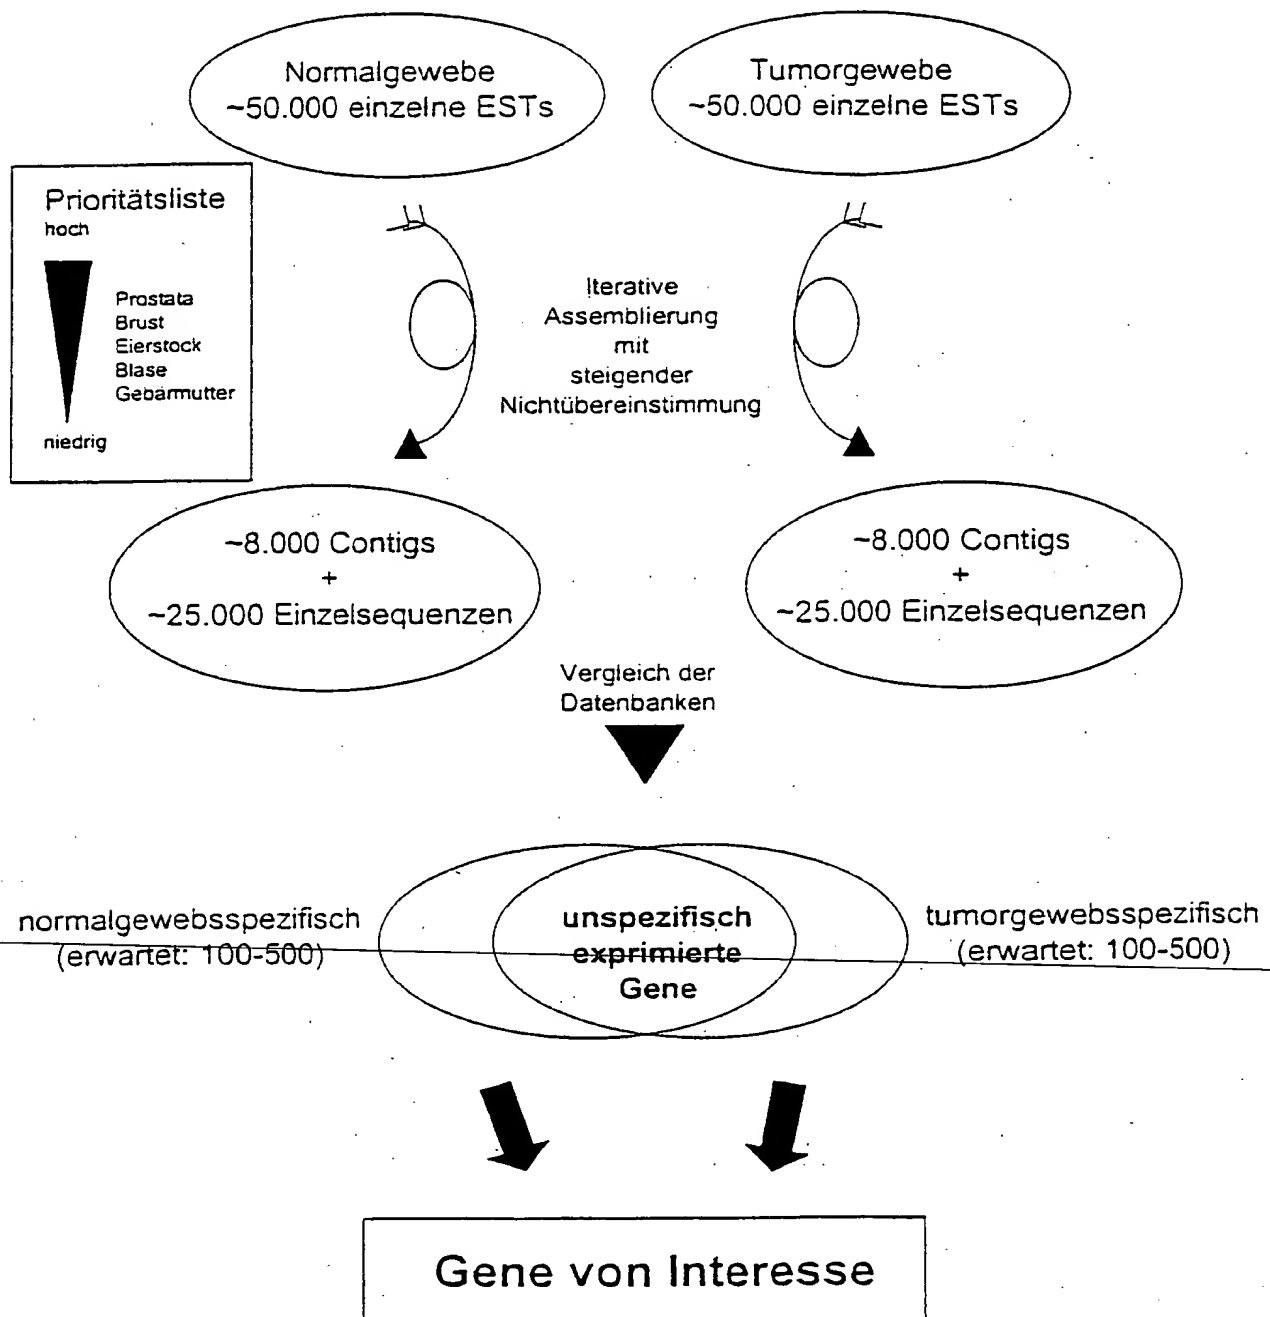 Normalgewebe
~50.000 einzelne ESTs
Tumorgewebe
~50.000 einzelne ESTs
Prioritätsliste
hoch
Prostata
Brust
Eierstock
Blase
Gebärmutter
niedrig
Iterative
Assemblierung
mit
steigender
Nichtübereinstimmung
~8.000 Contigs
+
~25.000 Einzelsequenzen
~8.000 Contigs
+
~25.000 Einzelsequenzen
Vergleich der
Datenbanken
normalgewebsspezifisch
(erwartet: 100-500)
unspezifisch
exprimierte
Gene
tumorgewebsspezifisch
(erwartet: 100-500)
Gene von Interesse